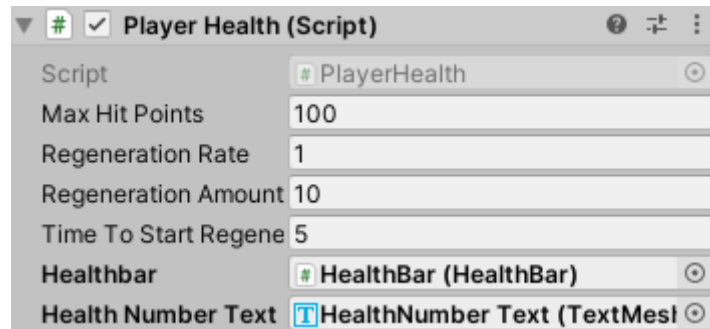 # Player Health (Script)
Script # PlayerHealth
Max Hit Points 100
Regeneration Rate 1
Regeneration Amount 10
Time To Start Regene 5
Healthbar # HealthBar (HealthBar)
Health Number Text T HealthNumber Text (TextMesh